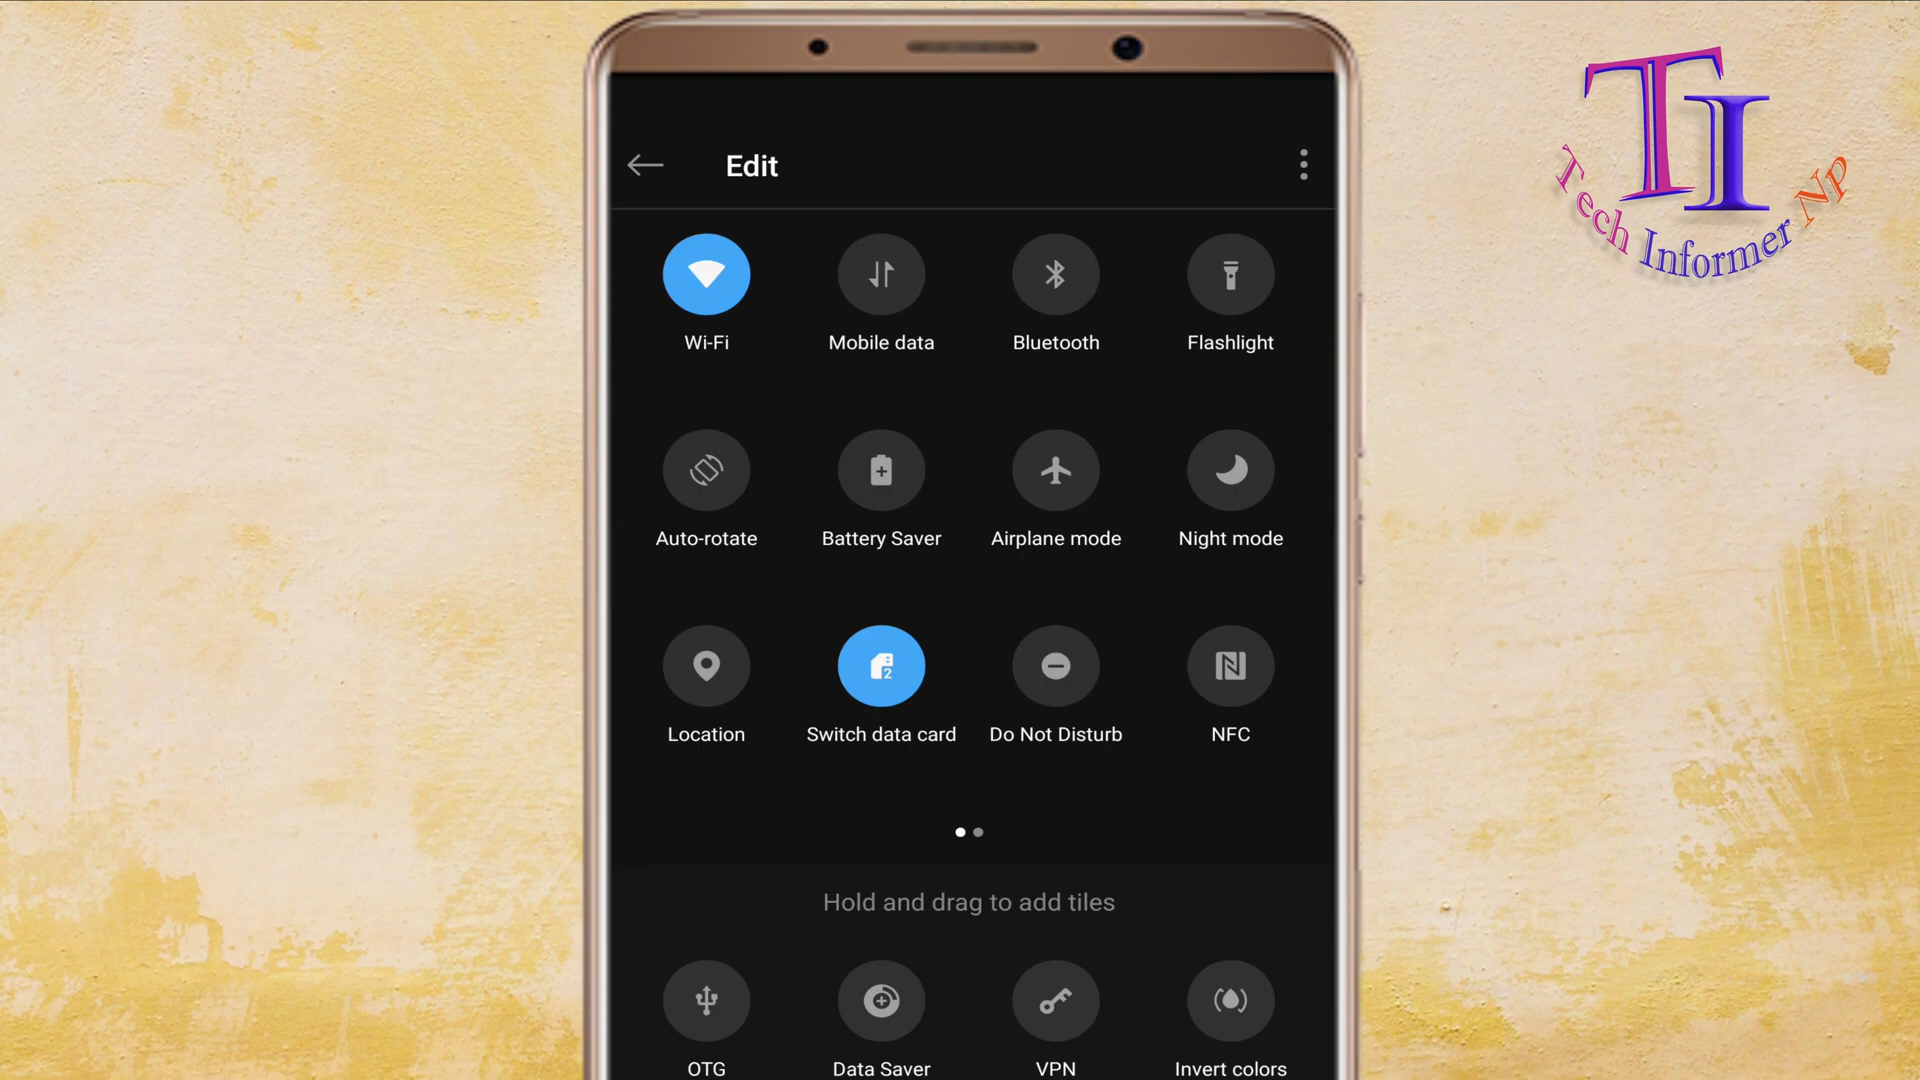 Edit
Wi-Fi
Mobile data
Bluetooth
Flashlight
Auto-rotate
Battery Saver
Airplane mode
Night mode
Location
2
Switch data card
Do Not Disturb
NFC
Hold and drag to add tiles
OTG
Data Saver
VPN
Invert colors
TI
Tech Informer Np